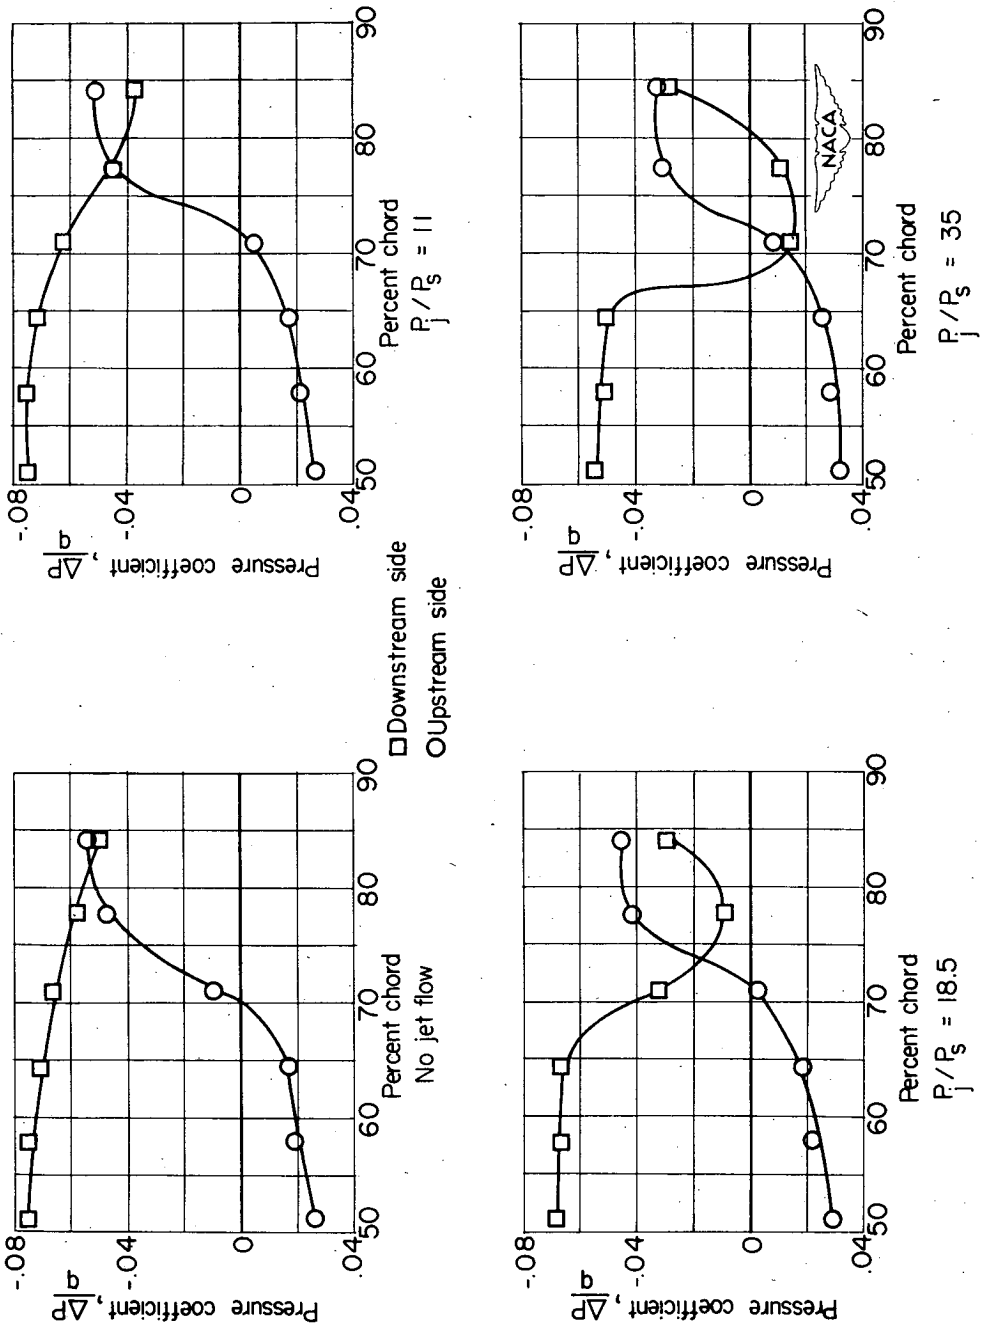 -.08
-.04
0
.04
Pressure coefficient, ΔP/q
50
60
70
80
90
Percent chord
No jet flow
-.08
-.04
0
.04
Pressure coefficient, ΔP/q
50
60
70
80
90
Percent chord
Pj/Ps = 11
□ Downstream side
○ Upstream side
-.08
-.04
0
.04
Pressure coefficient, ΔP/q
50
60
70
80
90
Percent chord
Pj/Ps = 18.5
-.08
-.04
0
.04
Pressure coefficient, ΔP/q
50
60
70
80
90
Percent chord
Pj/Ps = 35
NACA